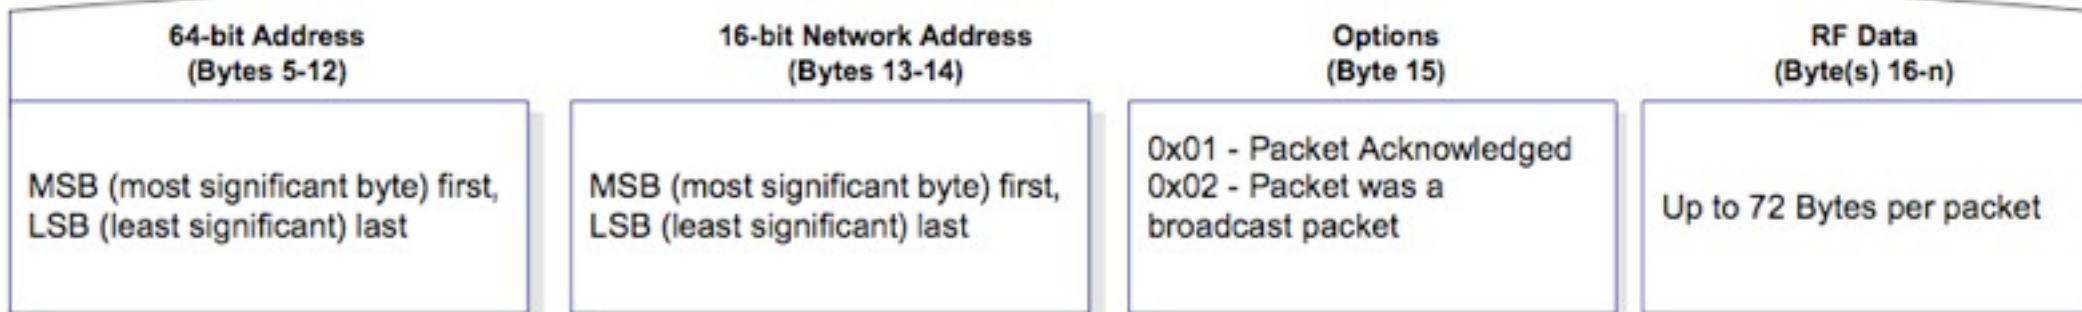 64-bit Address
(Bytes 5-12)
MSB (most significant byte) first,
LSB (least significant) last
16-bit Network Address
(Bytes 13-14)
MSB (most significant byte) first,
LSB (least significant) last
Options
(Byte 15)
0x01 - Packet Acknowledged
0x02 - Packet was a
broadcast packet
RF Data
(Byte(s) 16-n)
Up to 72 Bytes per packet